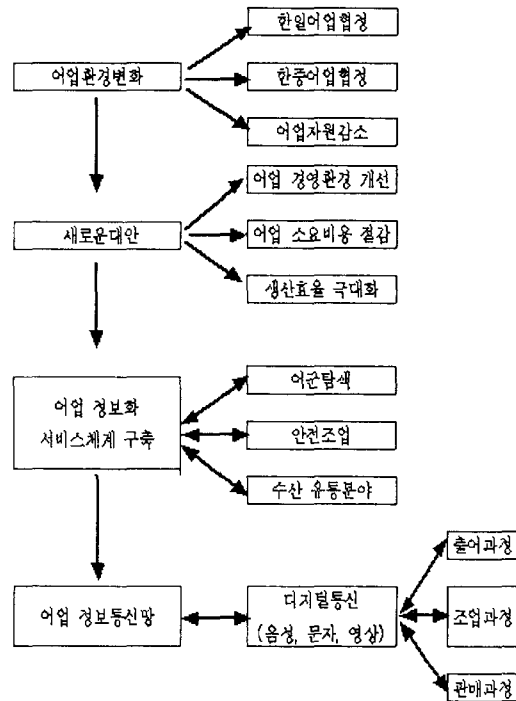 한일어업협정
어업환경변화
한중어업협정
어업자원감소
어업 경영환경 개선
새로운대안
어업 소요비용 절감
생산효율 극대화
어군탐색
어업 정보화
서비스체계 구축
안전조업
수산 유통분야
출어과정
어업 정보통신망
디지털통신
(음성, 문자, 영상)
조업과정
판매과정